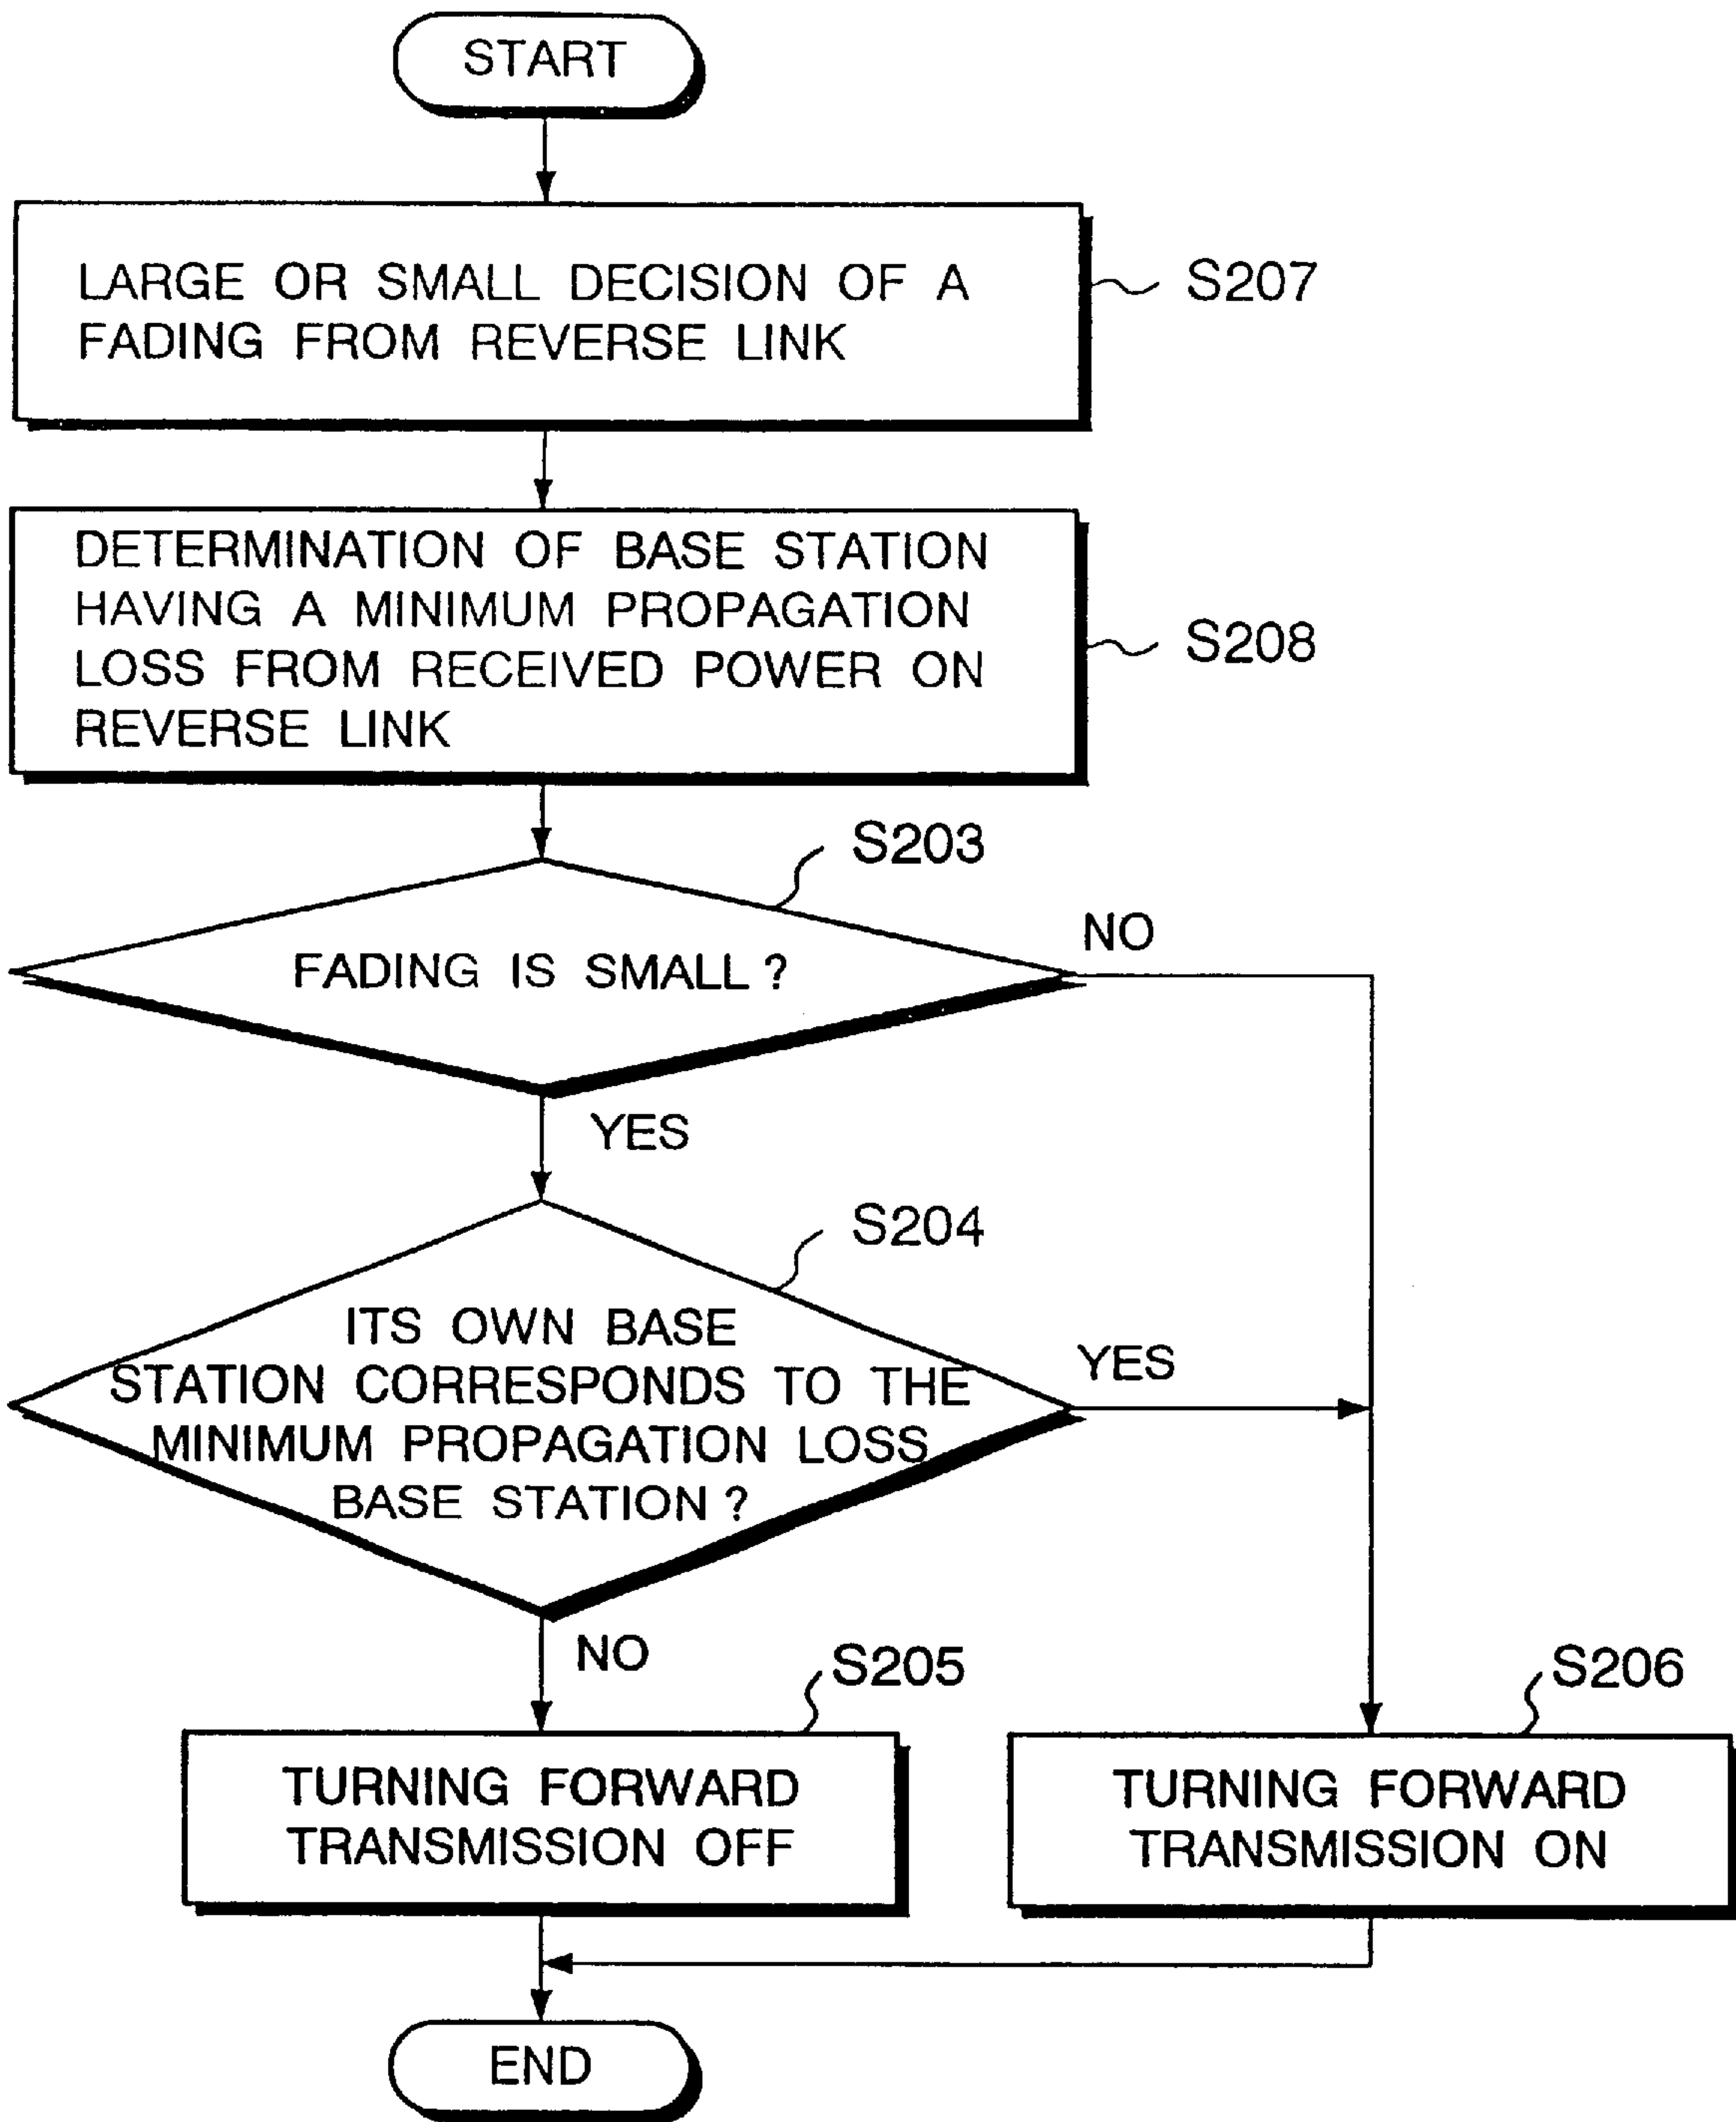 START
LARGE OR SMALL DECISION OF A
FADING FROM REVERSE LINK
S207
DETERMINATION OF BASE STATION
HAVING A MINIMUM PROPAGATION
LOSS FROM RECEIVED POWER ON
REVERSE LINK
S208
S203
FADING IS SMALL ?
NO
YES
S204
ITS OWN BASE
STATION CORRESPONDS TO THE
MINIMUM PROPAGATION LOSS
BASE STATION ?
YES
NO
S205
S206
TURNING FORWARD
TRANSMISSION OFF
TURNING FORWARD
TRANSMISSION ON
END